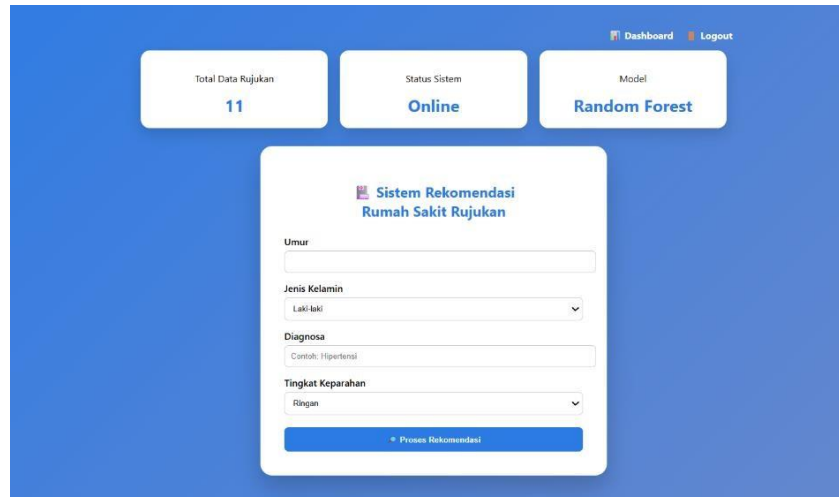 Dashboard Logout
Total Data Rujukan
11
Status Sistem
Online
Model
Random Forest
Sistem Rekomendasi
Rumah Sakit Rujukan
Umur
Jenis Kelamin
Laki-laki
Diagnosa
Contoh: Hipertensi
Tingkat Keparahan
Ringan
Proses Rekomendasi